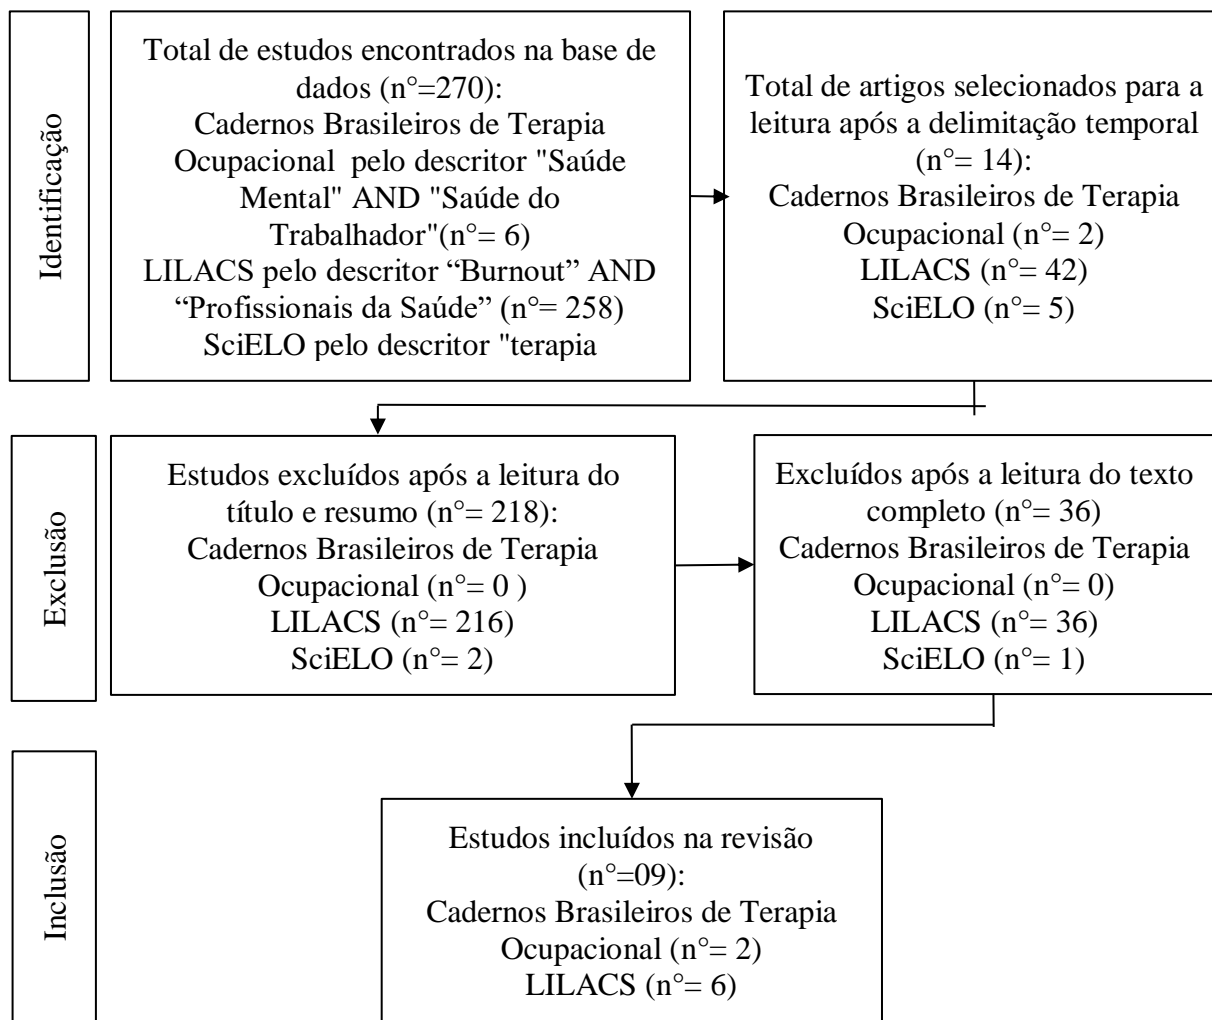 Identificação
Total de estudos encontrados na base de
dados (n°=270):
Cadernos Brasileiros de Terapia
Ocupacional pelo descritor "Saúde
Mental" AND "Saúde do
Trabalhador"(n°= 6)
LILACS pelo descritor “Burnout” AND
“Profissionais da Saúde” (n°= 258)
SciELO pelo descritor "terapia
Total de artigos selecionados para a
leitura após a delimitação temporal
(n°= 14):
Cadernos Brasileiros de Terapia
Ocupacional (n°= 2)
LILACS (n°= 42)
SciELO (n°= 5)
Exclusão
Estudos excluídos após a leitura do
título e resumo (n°= 218):
Cadernos Brasileiros de Terapia
Ocupacional (n°= 0 )
LILACS (n°= 216)
SciELO (n°= 2)
Excluídos após a leitura do texto
completo (n°= 36)
Cadernos Brasileiros de Terapia
Ocupacional (n°= 0)
LILACS (n°= 36)
SciELO (n°= 1)
Inclusão
Estudos incluídos na revisão
(n°=09):
Cadernos Brasileiros de Terapia
Ocupacional (n°= 2)
LILACS (n°= 6)